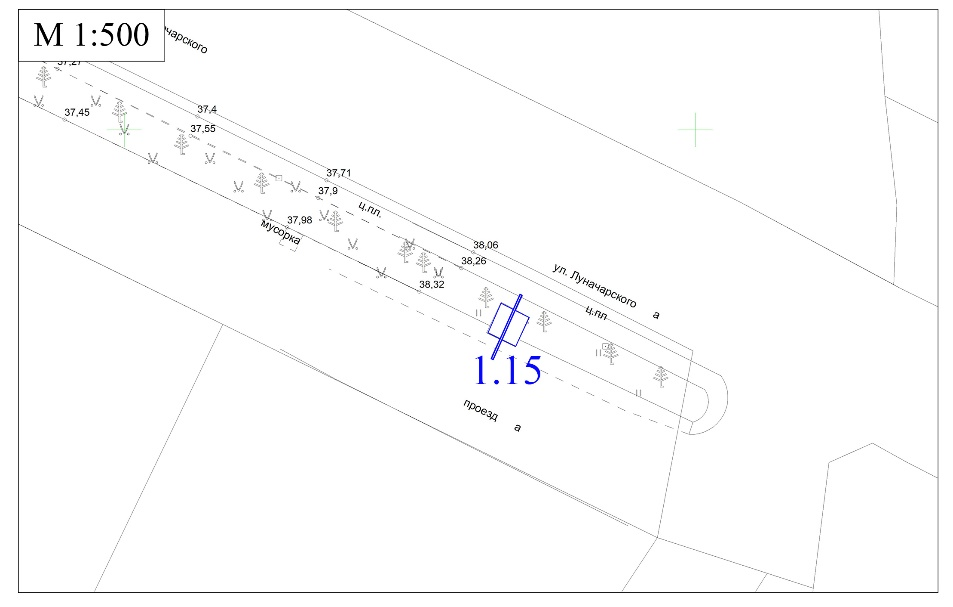 М 1:500
чарского
37,27
37,4
37,45
37,55
37,71
37,9
ц.пл.
37,98
мусорка
38,06
38,26
ул. Луначарского
а
38,32
ц.пл
1.15
проезд
а